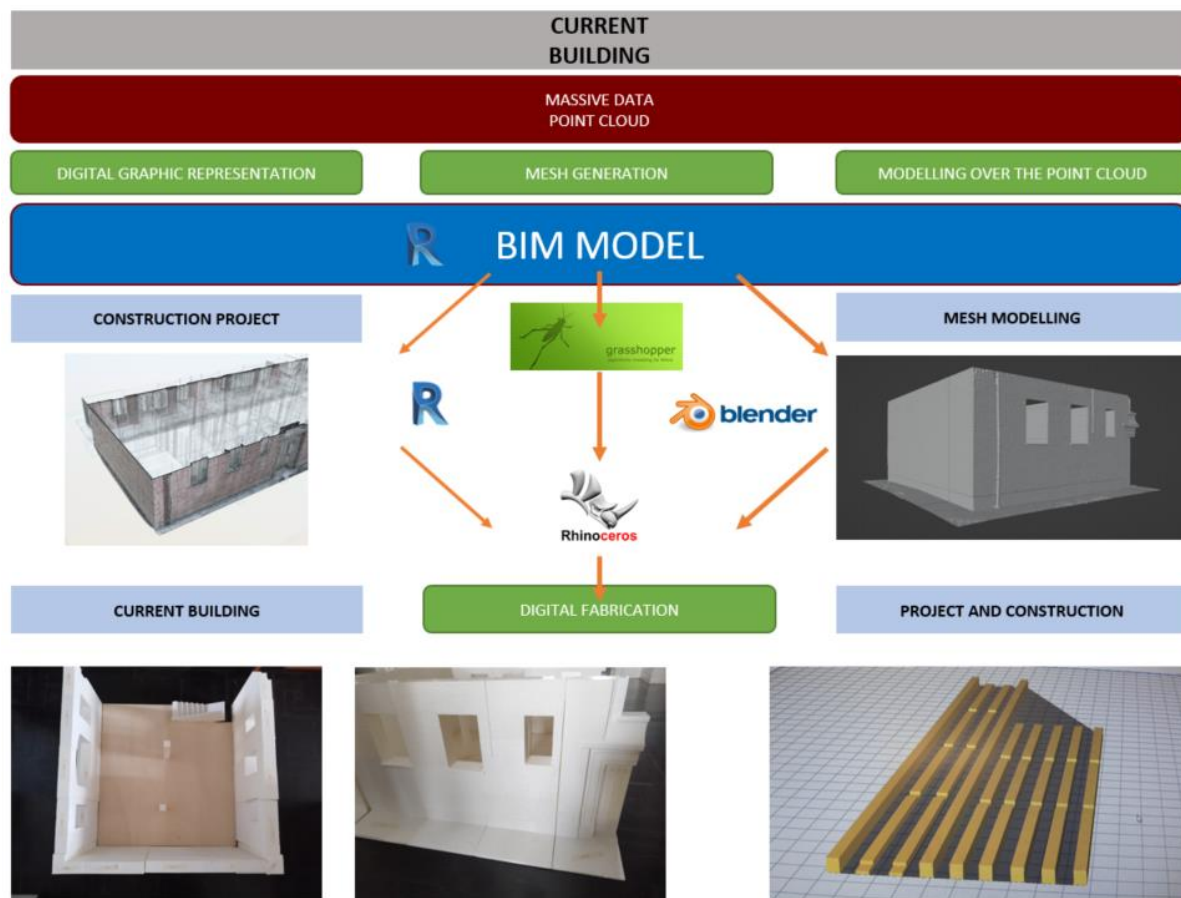 CURRENT
BUILDING
MASSIVE DATA
POINT CLOUD
DIGITAL GRAPHIC REPRESENTATION
MESH GENERATION
MODELLING OVER THE POINT CLOUD
R BIM MODEL
CONSTRUCTION PROJECT
MESH MODELLING
grasshopper
R
blender
Rhinoceros
CURRENT BUILDING
DIGITAL FABRICATION
PROJECT AND CONSTRUCTION